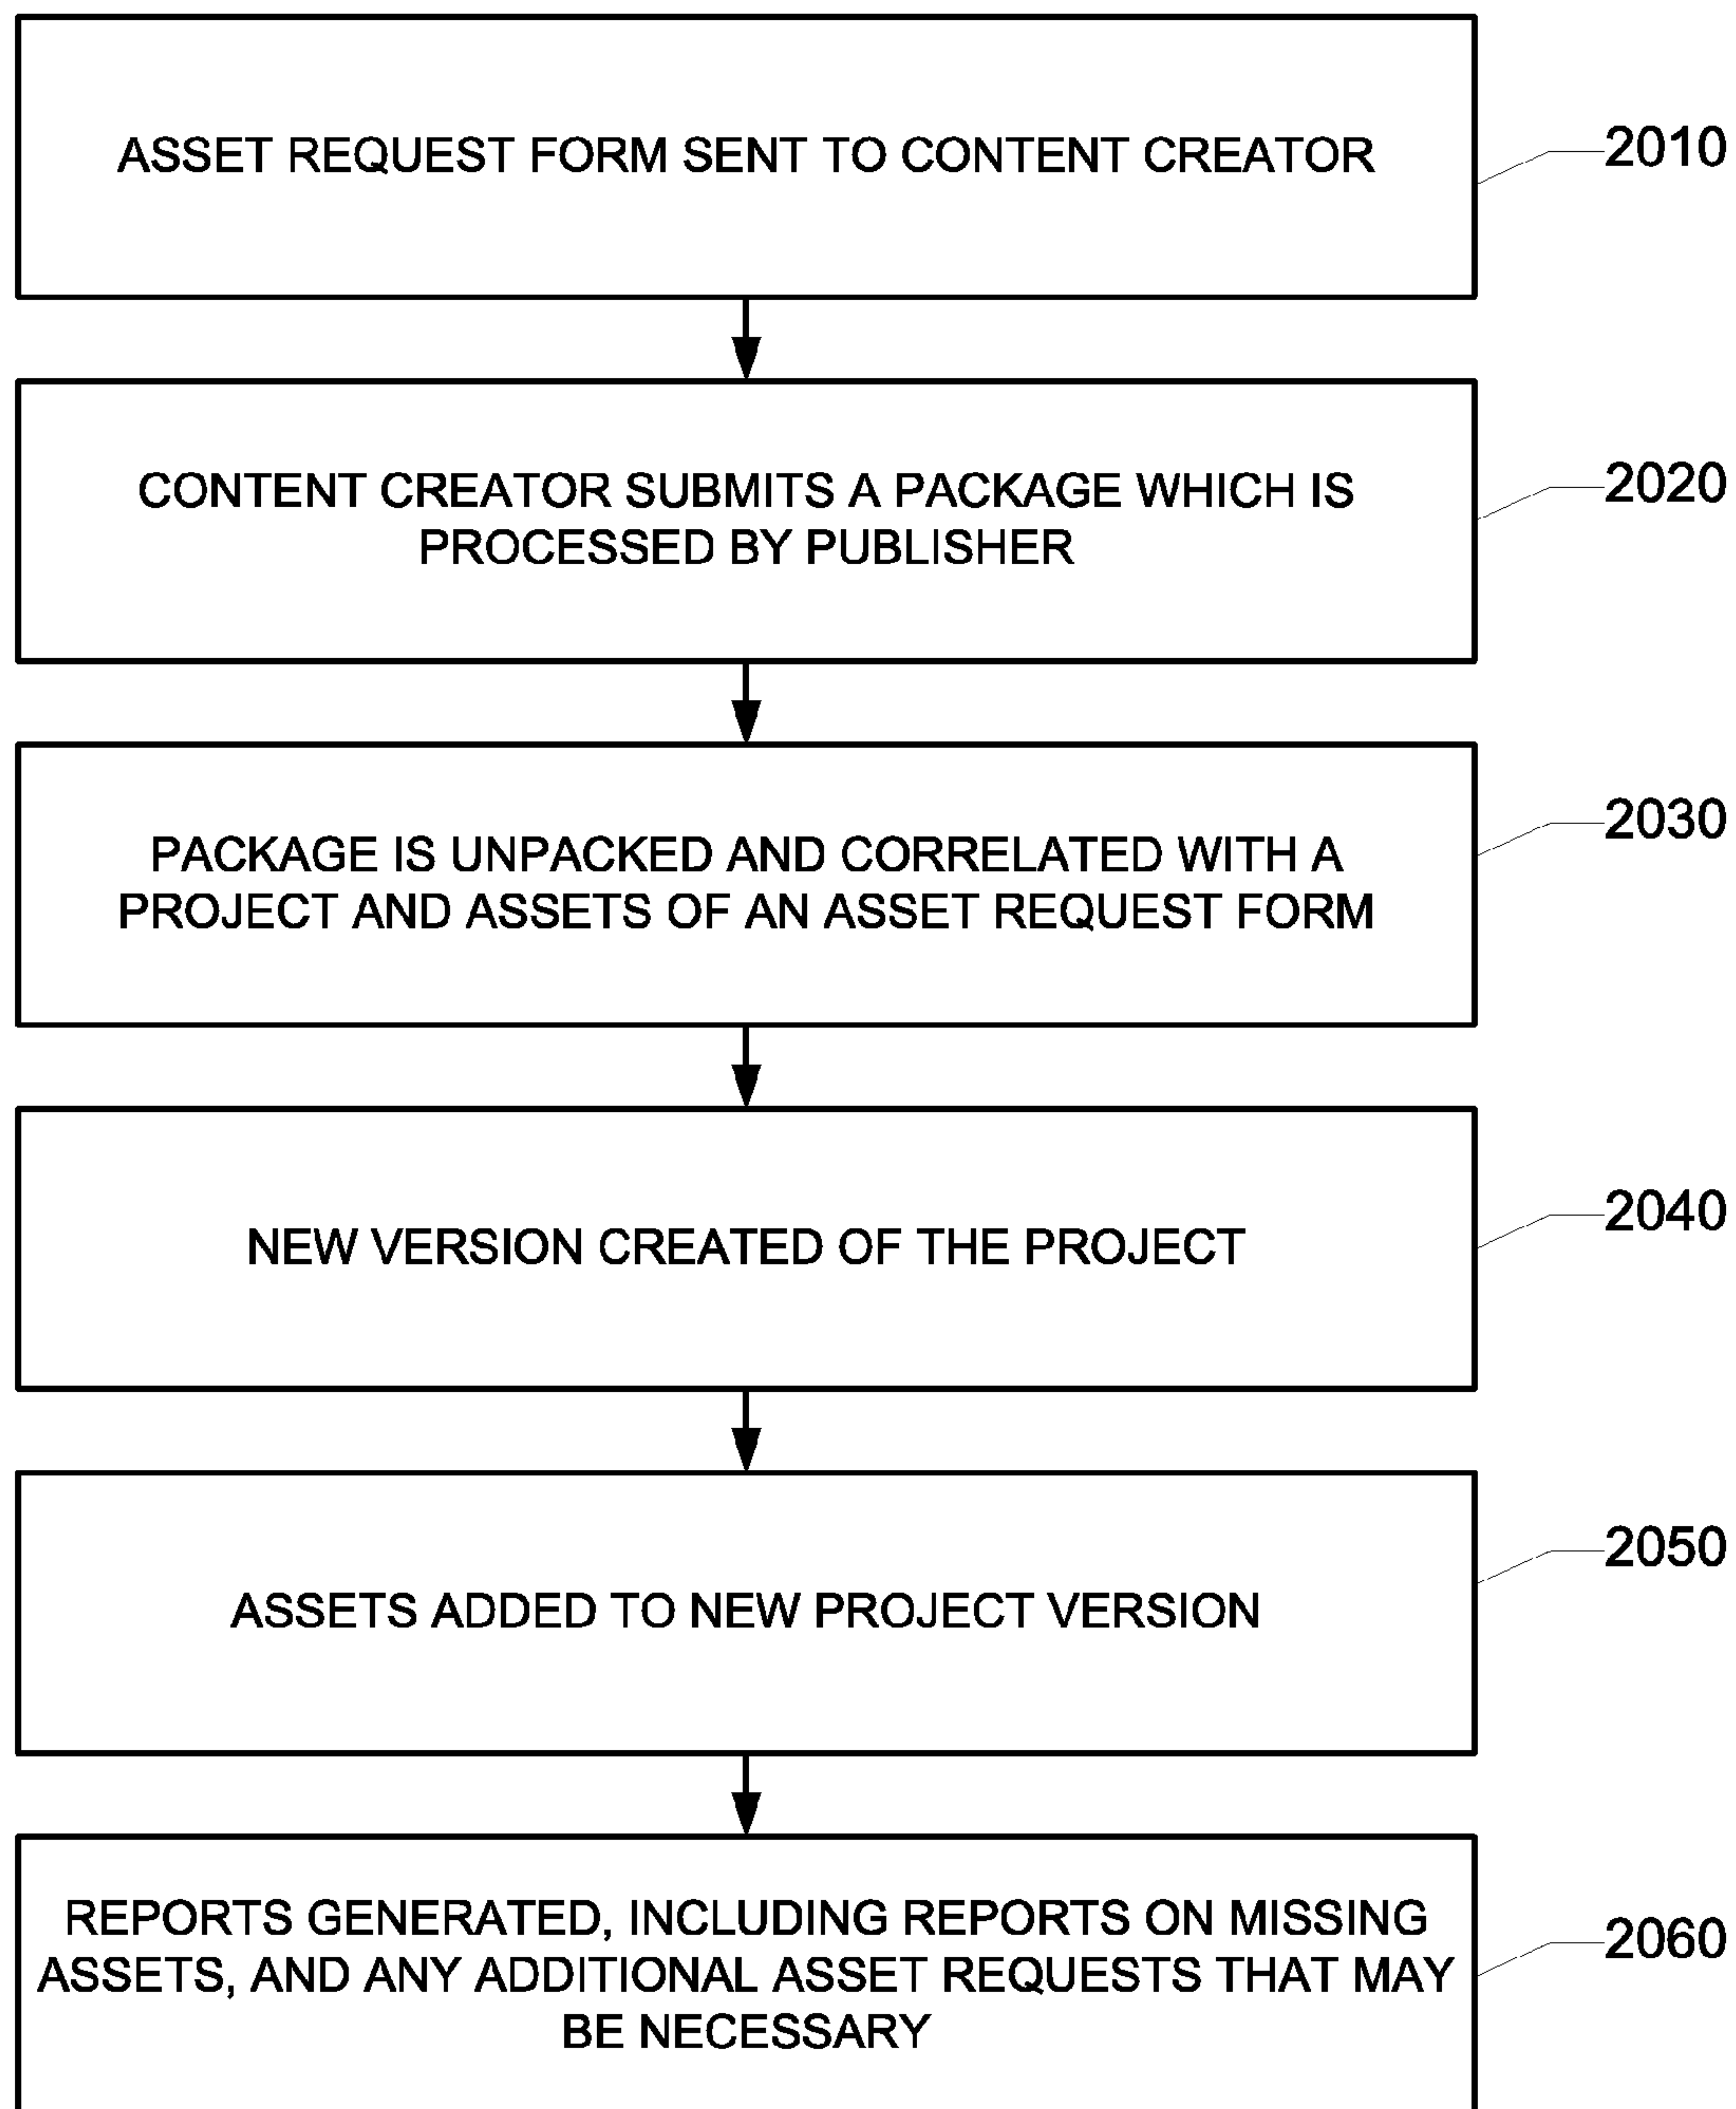 ASSET REQUEST FORM SENT TO CONTENT CREATOR
2010
CONTENT CREATOR SUBMITS A PACKAGE WHICH IS
PROCESSED BY PUBLISHER
2020
PACKAGE IS UNPACKED AND CORRELATED WITH A
PROJECT AND ASSETS OF AN ASSET REQUEST FORM
2030
NEW VERSION CREATED OF THE PROJECT
2040
ASSETS ADDED TO NEW PROJECT VERSION
2050
REPORTS GENERATED, INCLUDING REPORTS ON MISSING
ASSETS, AND ANY ADDITIONAL ASSET REQUESTS THAT MAY
BE NECESSARY
2060